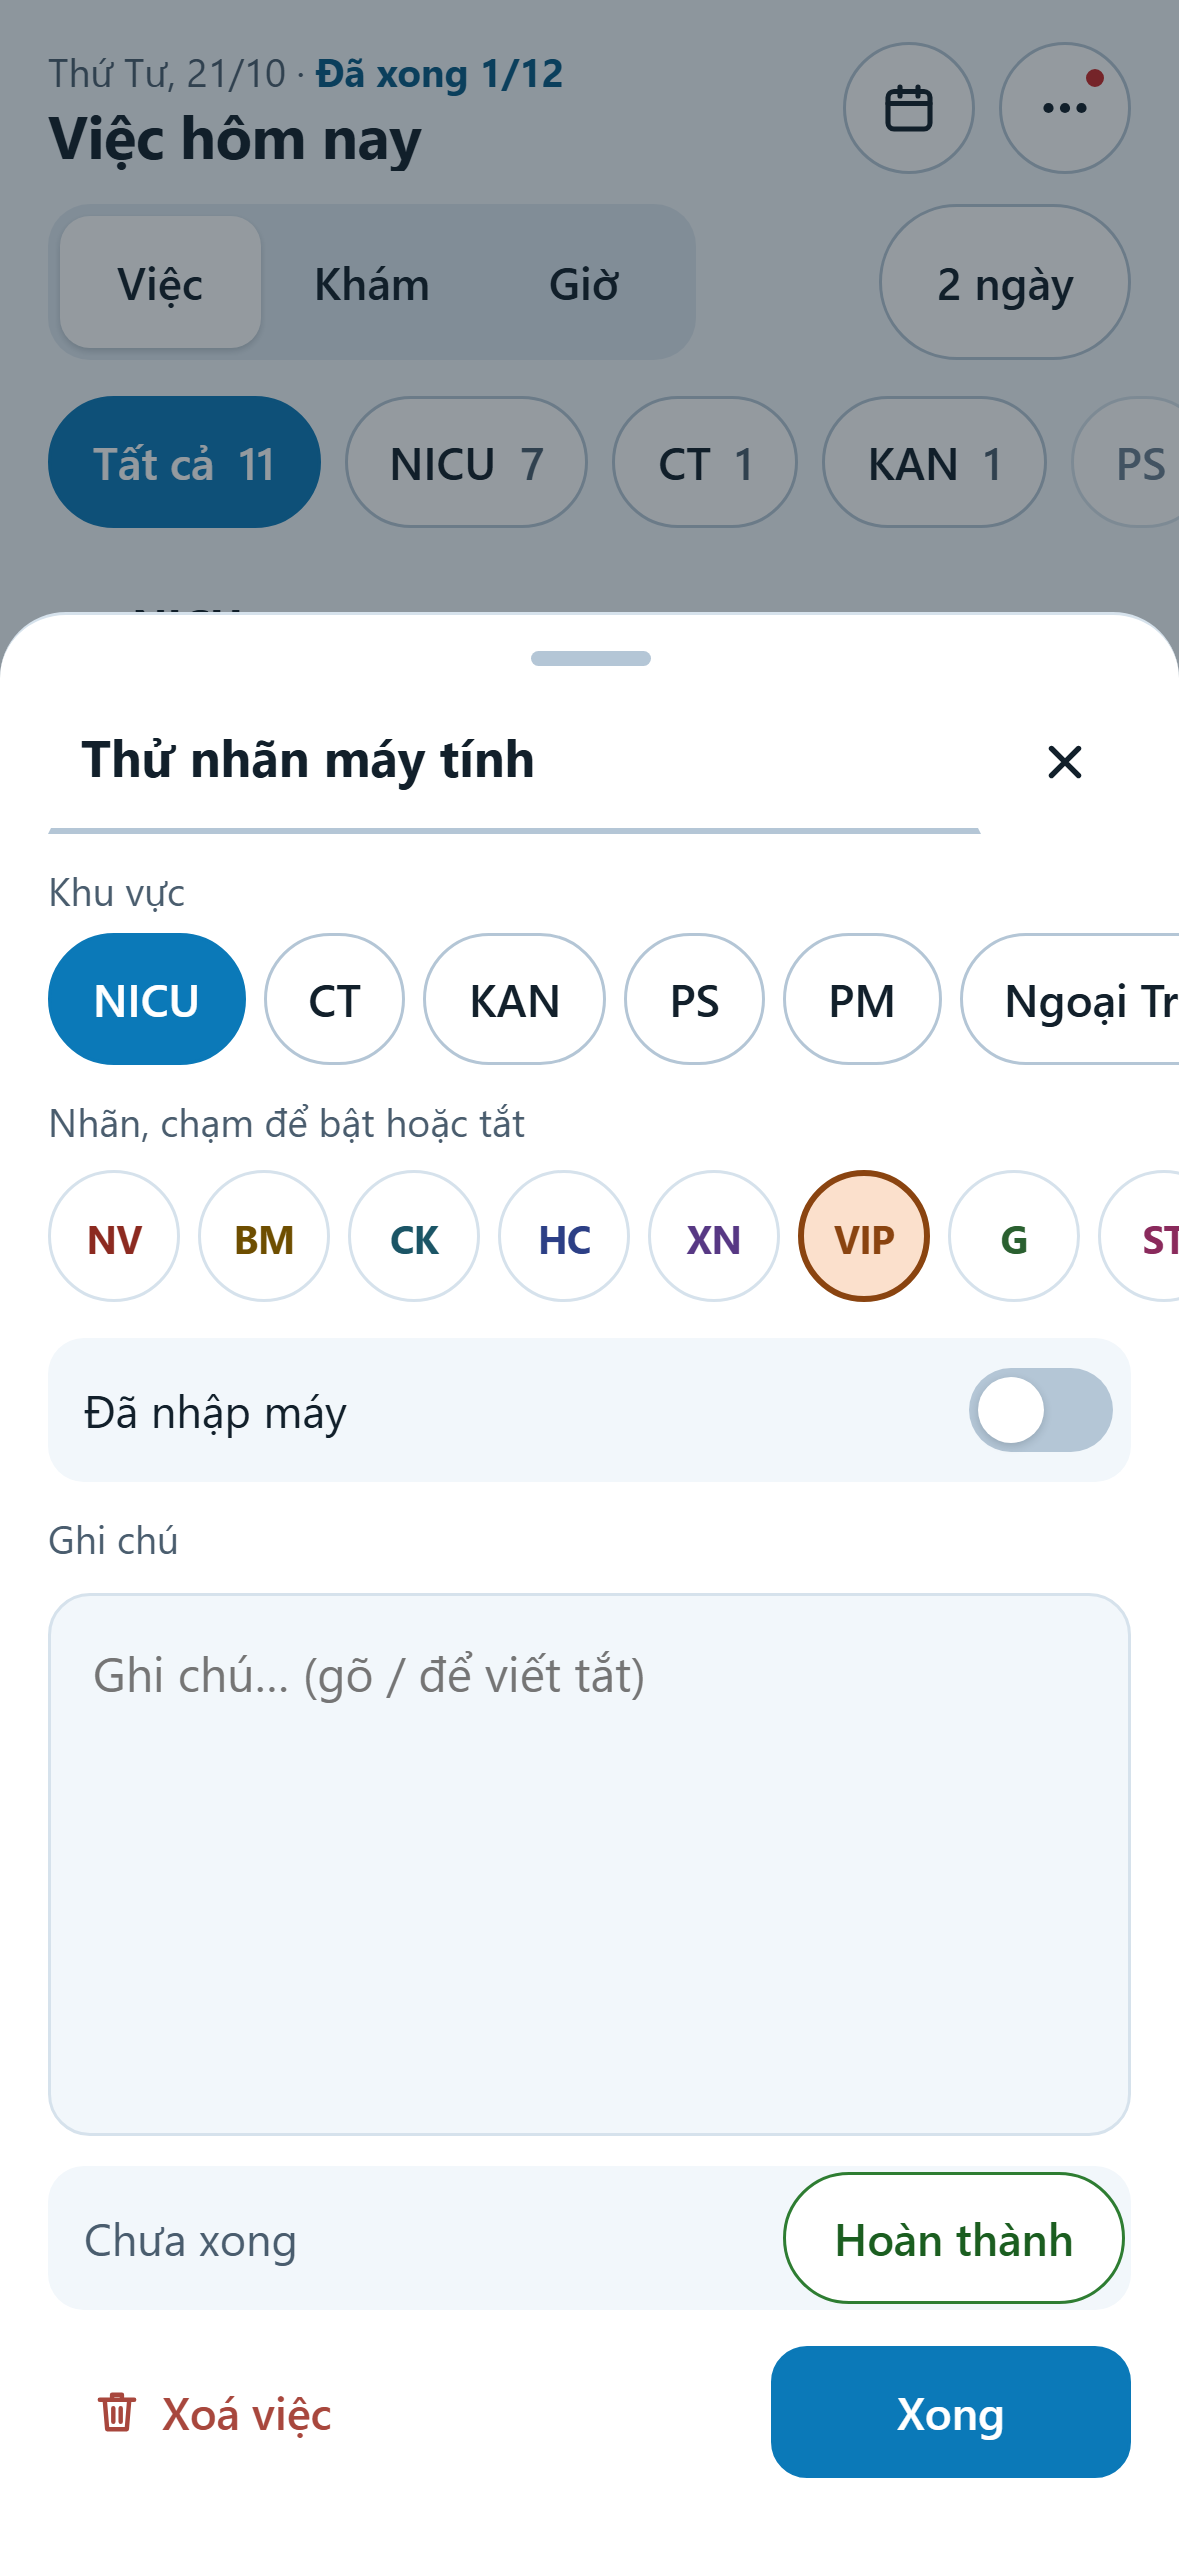 Thứ Tư, 21/10 · Đã xong 1/12
Việc hôm nay
Việc Khám Giờ 2 ngày
Tất cả 11 NICU 7 CT 1 KAN 1 PS
Thử nhãn máy tính
Khu vực
NICU CT KAN PS PM Ngoại Tr
Nhãn, chạm để bật hoặc tắt
NV BM CK HC XN VIP G ST
Đã nhập máy
Ghi chú
Ghi chú... (gõ / để viết tắt)
Chưa xong Hoàn thành
Xoá việc Xong